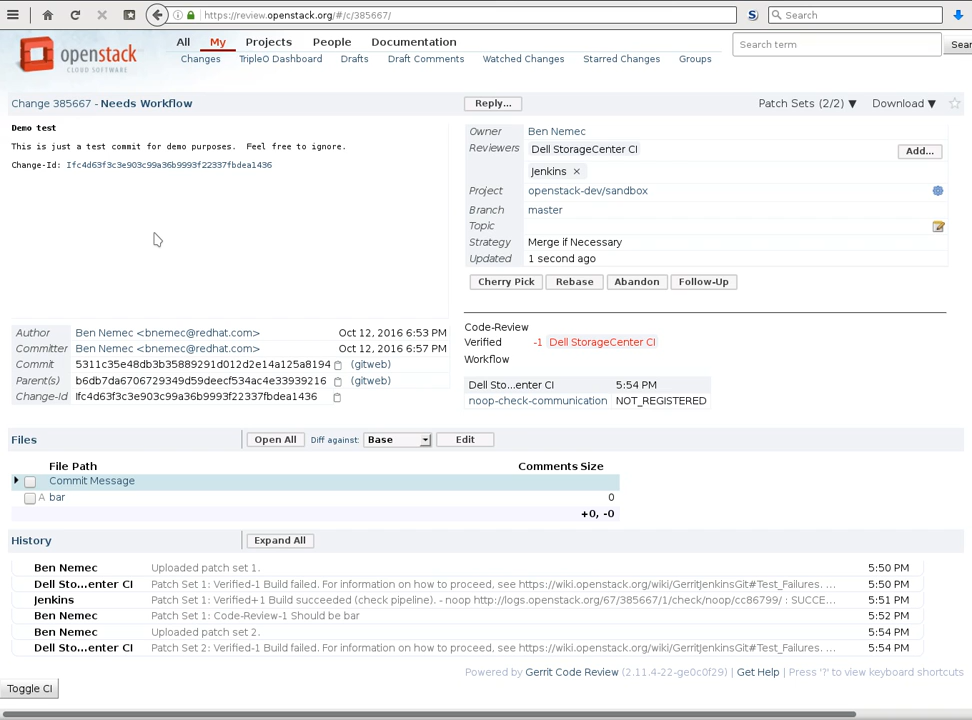 https://review.openstack.org/#/c/385667/
S
Search
openstack
CLOUD SOFTWARE
All My Projects People Documentation
Changes TripleO Dashboard Drafts Draft Comments Watched Changes Starred Changes Groups
Search term
Sear
Change 385667 - Needs Workflow
Reply...
Patch Sets (2/2) ▼ Download ▼
Demo test
This is just a test commit for demo purposes.  Feel free to ignore.
Change-Id: Ifc4d63f3c3e903c99a36b9993f22337fbdea1436
Owner Ben Nemec
Reviewers Dell StorageCenter CI
Add...
Jenkins ×
Project openstack-dev/sandbox
Branch master
Topic
Strategy Merge if Necessary
Updated 1 second ago
Cherry Pick Rebase Abandon Follow-Up
Author Ben Nemec <bnemec@redhat.com> Oct 12, 2016 6:53 PM
Committer Ben Nemec <bnemec@redhat.com> Oct 12, 2016 6:57 PM
Commit 5311c35e48db3b35889291d012d2e14a125a8194 (gitweb)
Parent(s) b6db7da6706729349d59deecf534ac4e33939216 (gitweb)
Change-Id Ifc4d63f3c3e903c99a36b9993f22337fbdea1436
Code-Review
Verified -1 Dell StorageCenter CI
Workflow
Dell Sto...enter CI 5:54 PM
noop-check-communication NOT_REGISTERED
Files Open All Diff against: Base Edit
File Path Comments Size
Commit Message
A bar 0
+0, -0
History Expand All
Ben Nemec Uploaded patch set 1. 5:50 PM
Dell Sto...enter CI Patch Set 1: Verified-1 Build failed. For information on how to proceed, see https://wiki.openstack.org/wiki/GerritJenkinsGit#Test_Failures. ... 5:50 PM
Jenkins Patch Set 1: Verified+1 Build succeeded (check pipeline). - noop http://logs.openstack.org/67/385667/1/check/noop/cc86799/ : SUCCE... 5:51 PM
Ben Nemec Patch Set 1: Code-Review-1 Should be bar 5:52 PM
Ben Nemec Uploaded patch set 2. 5:54 PM
Dell Sto...enter CI Patch Set 2: Verified-1 Build failed. For information on how to proceed, see https://wiki.openstack.org/wiki/GerritJenkinsGit#Test_Failures. ... 5:54 PM
Powered by Gerrit Code Review (2.11.4-22-ge0c0f29) | Get Help | Press '?' to view keyboard shortcuts
Toggle CI